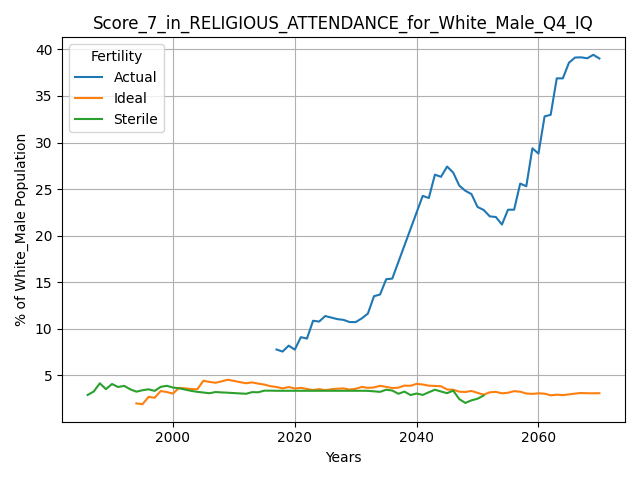 Score_7_in_RELIGIOUS_ATTENDANCE_for_White_Male_Q4_IQ
Fertility
Actual
Ideal
Sterile
% of White_Male Population
40
35
30
25
20
15
10
5
2000
2020
2040
2060
Years